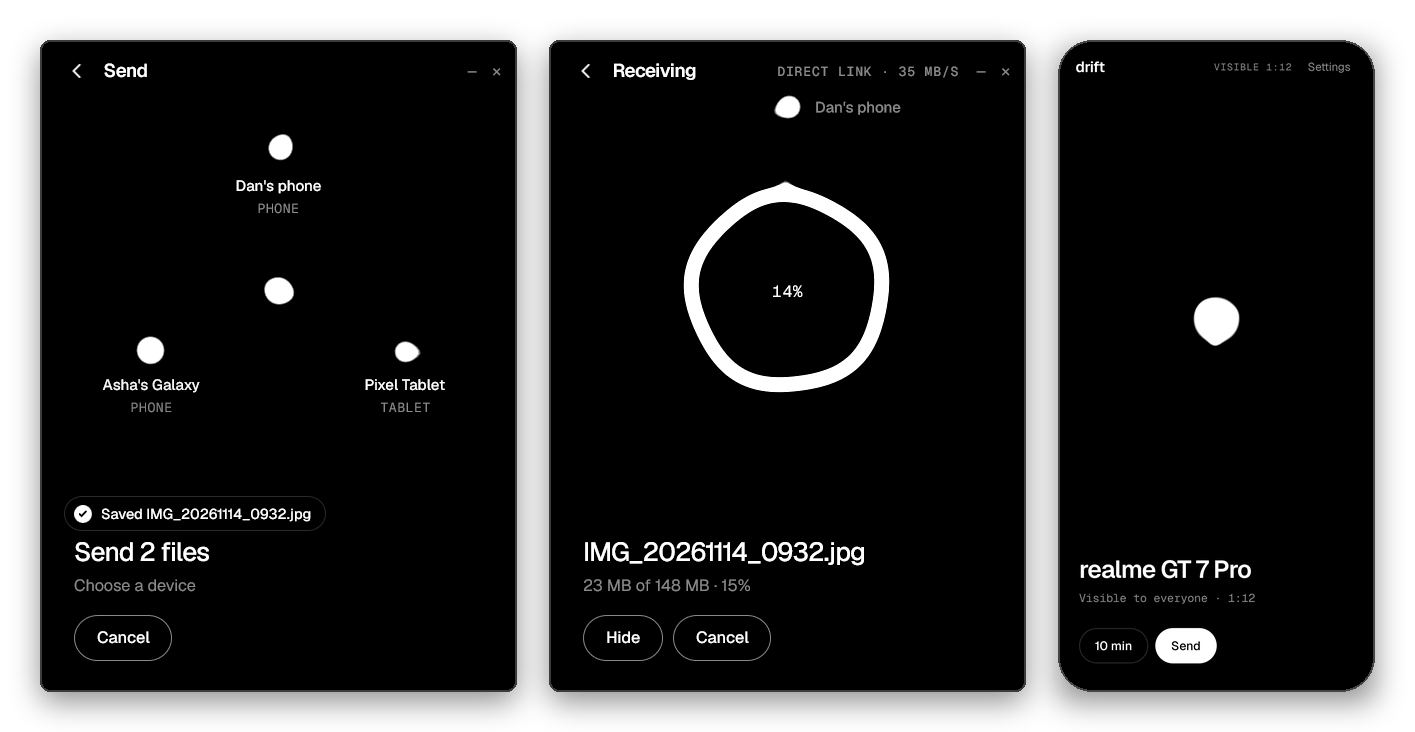 Send
Dan's phone
PHONE
Asha's Galaxy
PHONE
Pixel Tablet
TABLET
Saved IMG_20261114_0932.jpg
Send 2 files
Choose a device
Cancel
Receiving
DIRECT LINK · 35 MB/S
Dan's phone
14%
IMG_20261114_0932.jpg
23 MB of 148 MB · 15%
Hide
Cancel
drift
VISIBLE 1:12
Settings
realme GT 7 Pro
Visible to everyone · 1:12
10 min
Send